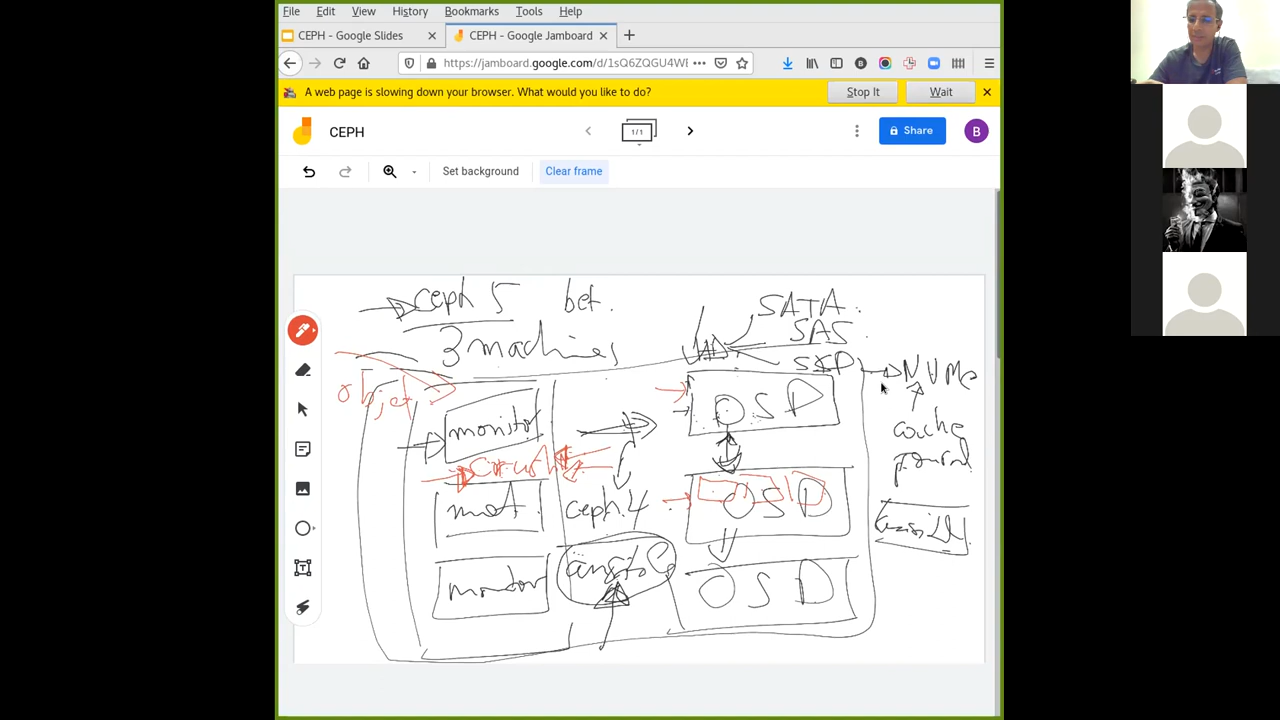 File Edit View History Bookmarks Tools Help
CEPH - Google Slides × CEPH - Google Jamboard × +
https://jamboard.google.com/d/1sQ6ZQGU4WE
A web page is slowing down your browser. What would you like to do? Stop It Wait ×
CEPH 1/1 Share B
Set background Clear frame
ceph 5 bet. SATA
3 machines SAS
SSD NVMe
object
monitor OSD
cache
journal
Crush
mot. ceph 4 OSD
monitor OSD